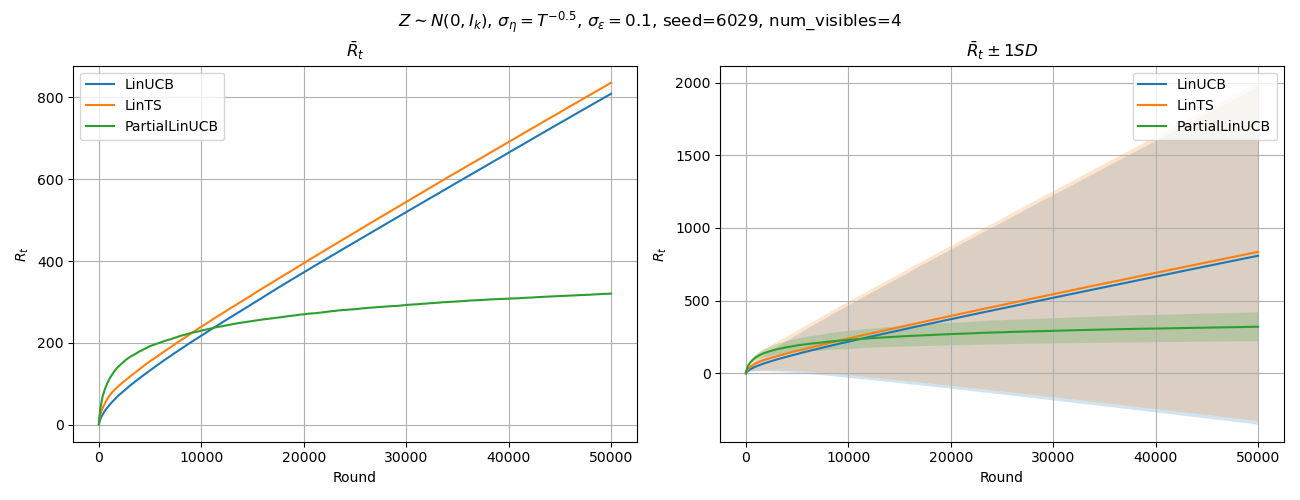 Z ∼ N(0, I_k), σ_η = T^{−0.5}, σ_ε = 0.1, seed=6029, num_visibles=4
R̄_t
800
600
400
200
0
R_t
0 10000 20000 30000 40000 50000
Round
LinUCB
LinTS
PartialLinUCB
R̄_t ± 1SD
2000
1500
1000
500
0
R_t
0 10000 20000 30000 40000 50000
Round
LinUCB
LinTS
PartialLinUCB